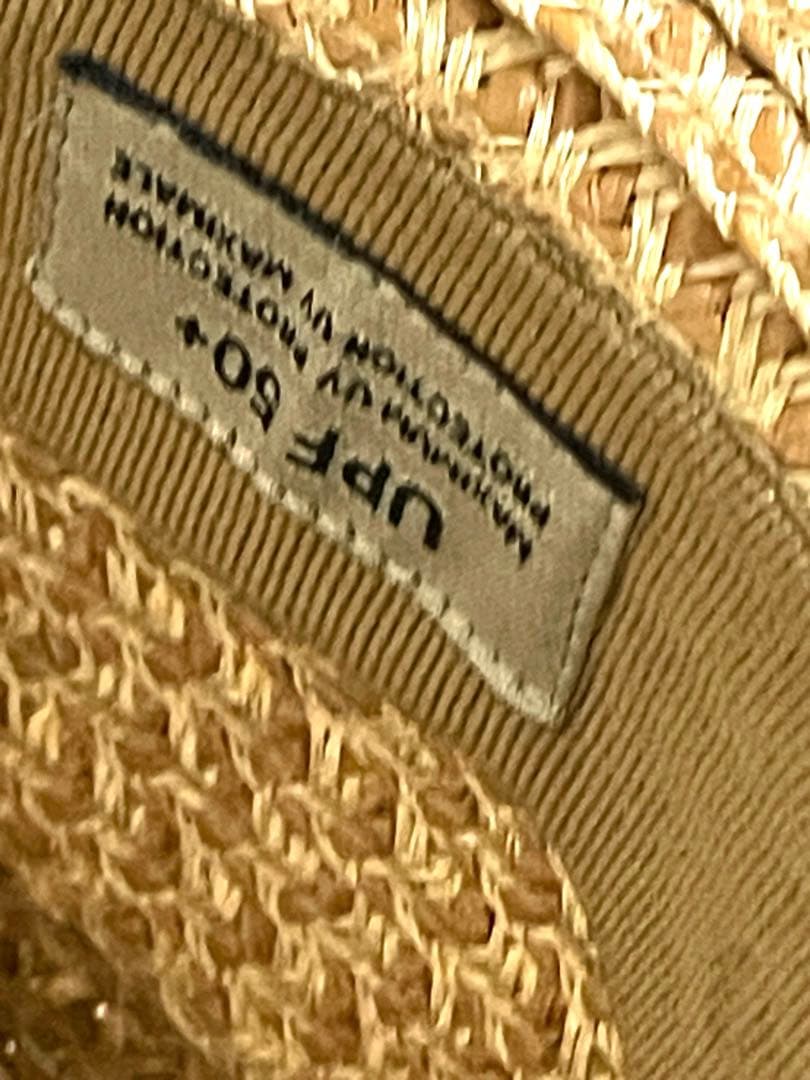 UPF 50+
MAXIMUM UV PROTECTION
PROTECTION UV MAXIMALE